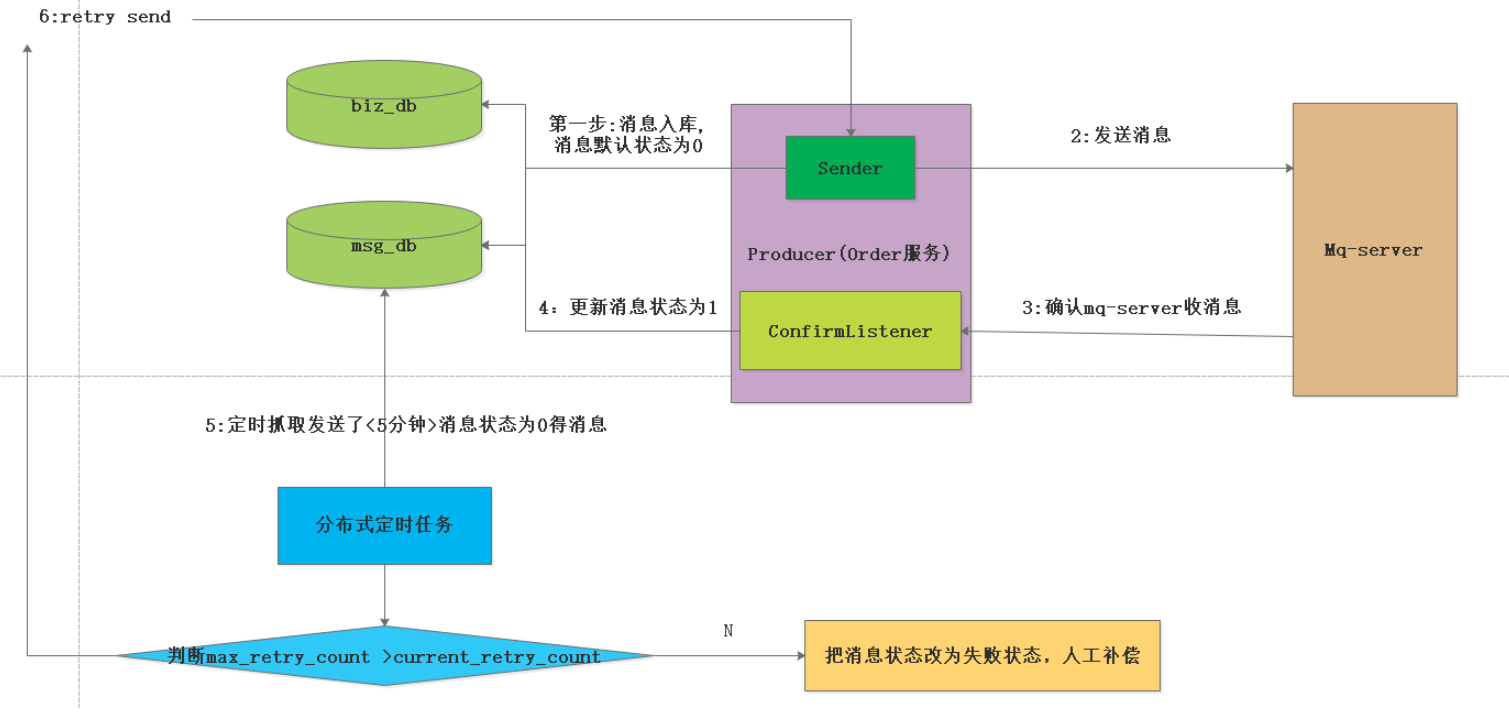 6:retry send
biz_db
第一步:消息入库,
消息默认状态为0
2:发送消息
Sender
msg_db
Producer(Order服务)
Mq-server
4：更新消息状态为1
3:确认mq-server收消息
ConfirmListener
5:定时抓取发送了<5分钟>消息状态为0得消息
分布式定时任务
N
判断max_retry_count >current_retry_count
把消息状态改为失败状态，人工补偿